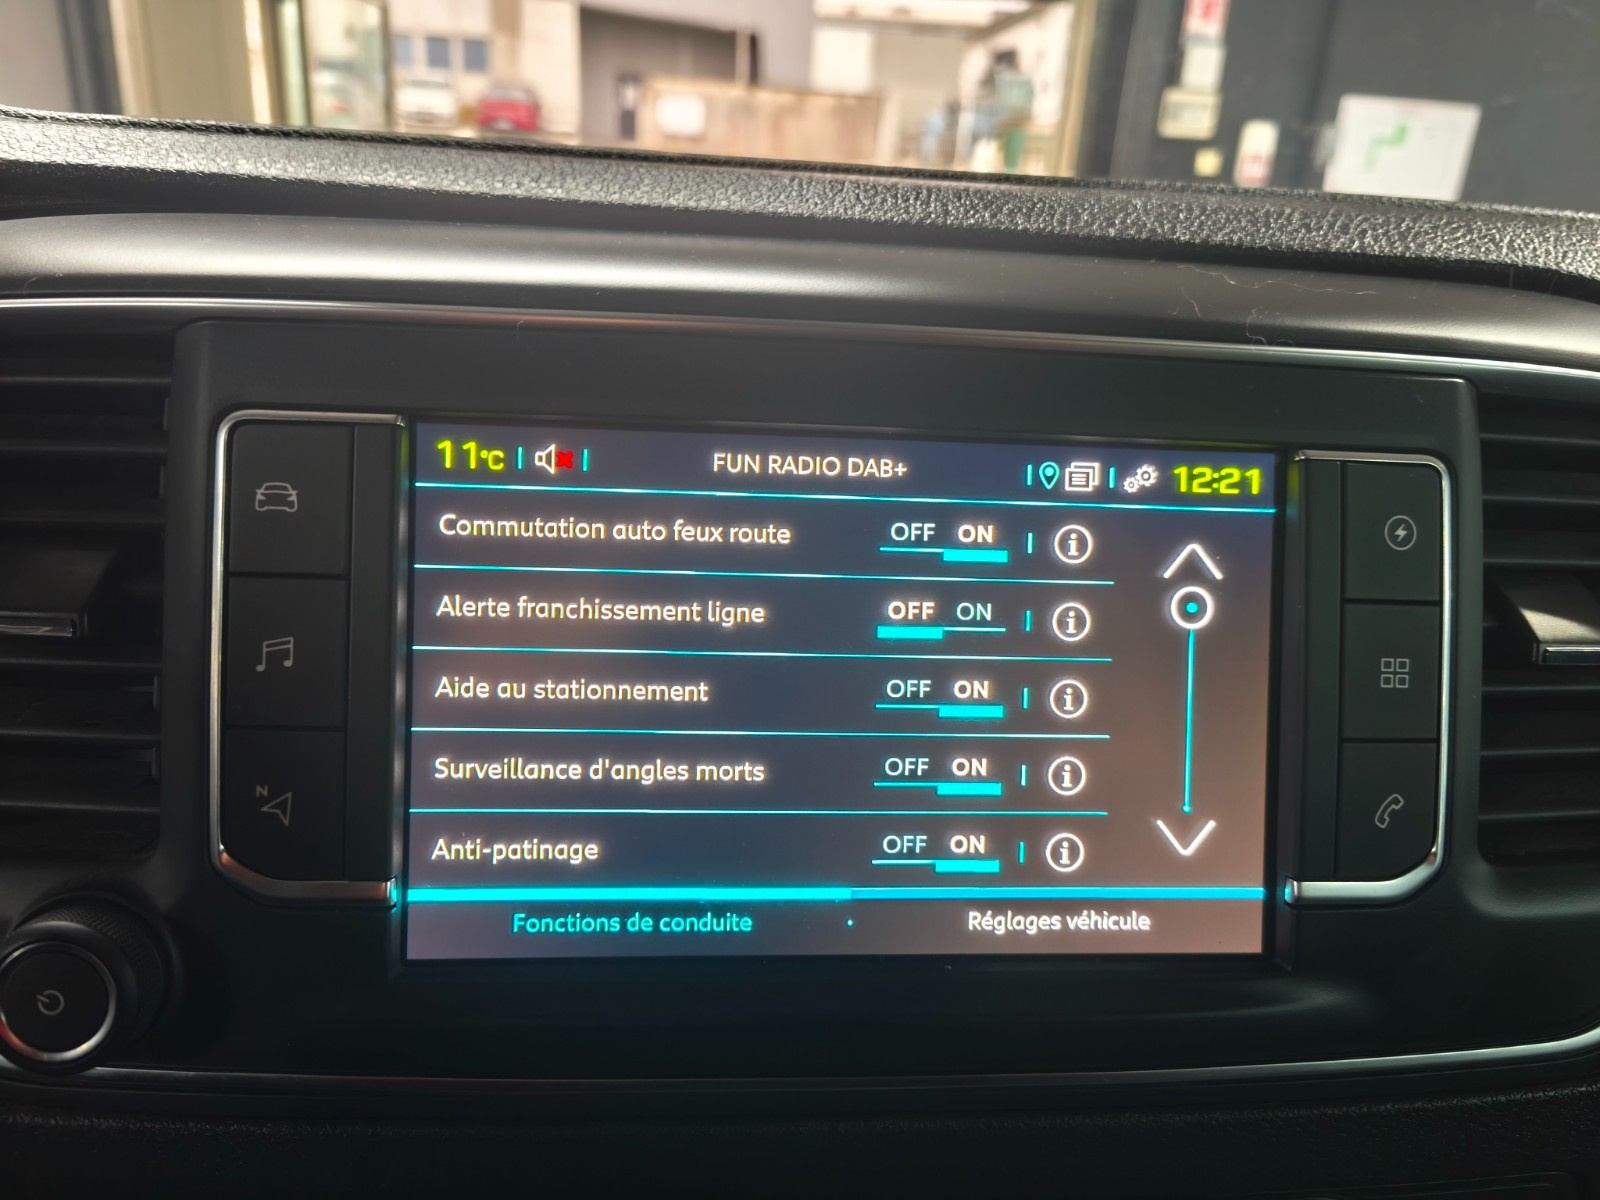 11°C FUN RADIO DAB+ 12:21
Commutation auto feux route OFF ON
Alerte franchissement ligne OFF ON
Aide au stationnement OFF ON
Surveillance d'angles morts OFF ON
Anti-patinage OFF ON
Fonctions de conduite Réglages véhicule
N